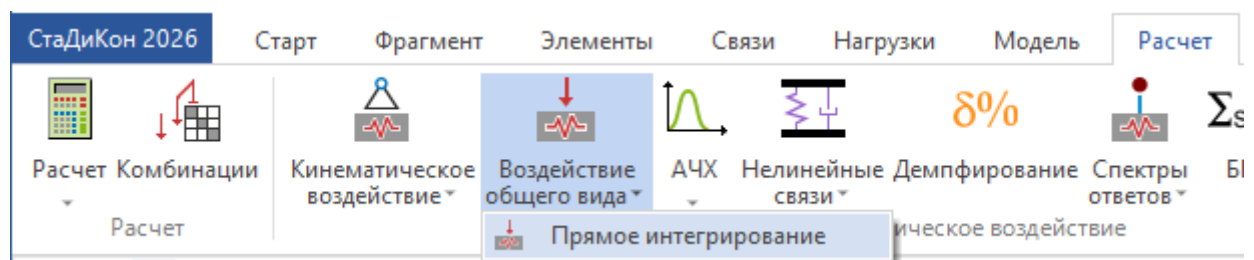 СтаДиКон 2026 Старт Фрагмент Элементы Связи Нагрузки Модель Расчет
δ% Σs
Расчет Комбинации Кинематическое воздействие Воздействие общего вида АЧХ Нелинейные связи Демпфирование Спектры ответов
Расчет
Прямое интегрирование
воздействие